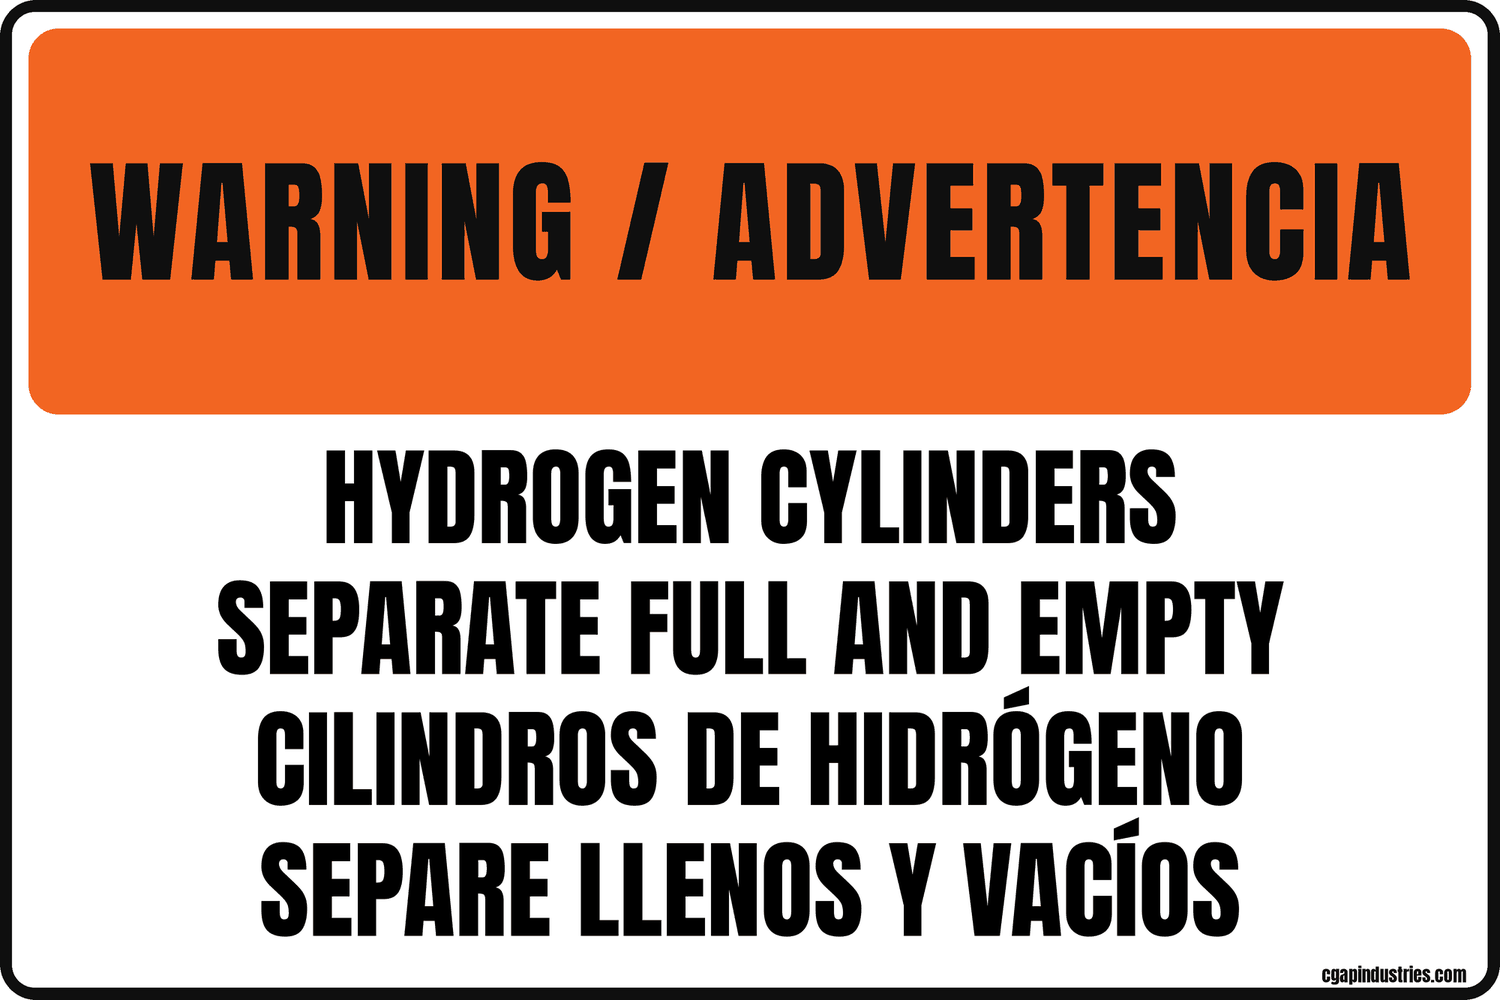 WARNING / ADVERTENCIA
HYDROGEN CYLINDERS
SEPARATE FULL AND EMPTY
CILINDROS DE HIDRÓGENO
SEPARE LLENOS Y VACÍOS
cgapindustries.com